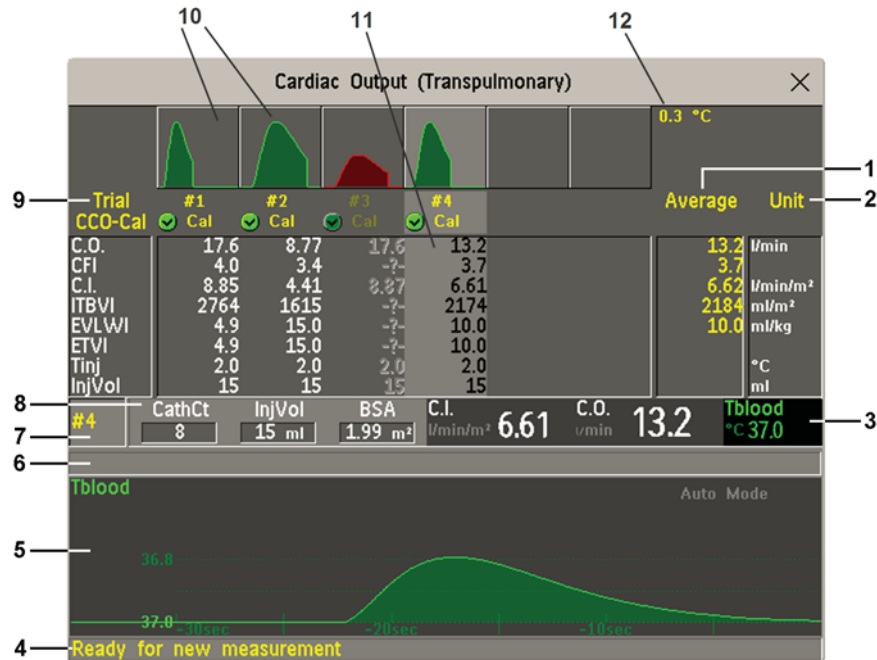 10 11 12
Cardiac Output (Transpulmonary)
0.3 °C
1
9 Trial #1 #2 #3 #4 Average Unit 2
CCO-Cal Cal Cal Cal Cal
C.O. 17.6 8.77 17.6 13.2 13.2 l/min
CFI 4.0 3.4 -?- 3.7 3.7
C.I. 8.85 4.41 8.87 6.61 6.62 l/min/m²
ITBVI 2764 1615 -?- 2174 2184 ml/m²
EVLWI 4.9 15.0 -?- 10.0 10.0 ml/kg
ETVI 4.9 15.0 -?- 10.0
Tinj 2.0 2.0 2.0 2.0 °C
InjVol 15 15 15 15 ml
8 CathCt InjVol BSA C.I. C.O. Tblood
#4 8 15 ml 1.99 m² l/min/m² 6.61 l/min 13.2 °C 37.0 3
7
6
Tblood Auto Mode
5 36.8
37.0 -30sec -20sec -10sec
4 Ready for new measurement